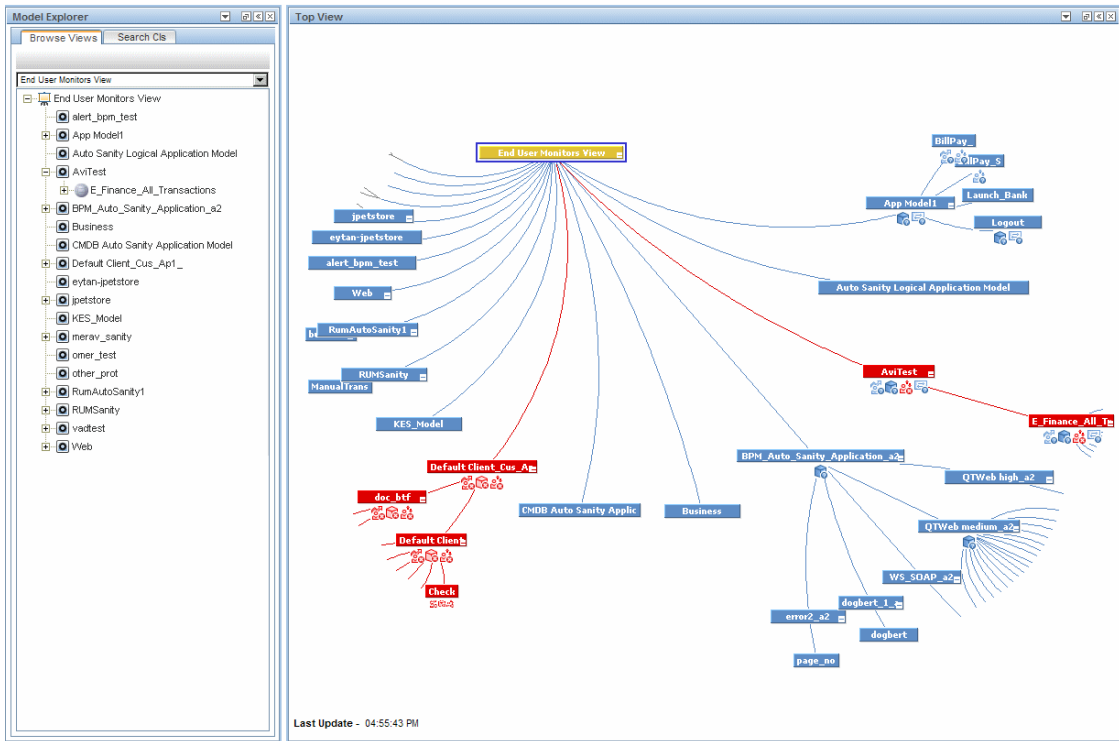 Model Explorer
Browse Views
Search CIs
End User Monitors View
End User Monitors View
alert_bpm_test
App Model1
Auto Sanity Logical Application Model
AviTest
E_Finance_All_Transactions
BPM_Auto_Sanity_Application_a2
Business
CMDB Auto Sanity Application Model
Default Client_Cus_Ap1_
eytan-jpetstore
jpetstore
KES_Model
merav_sanity
omer_test
other_prot
RumAutoSanity1
RUMSanity
vadtest
Web
Top View
End User Monitors View
BillPay_
Pay_S
Launch_Bank
App Model1
Logout
jpetstore
eytan-jpetstore
alert_bpm_test
Auto Sanity Logical Application Model
Web
RumAutoSanity1
RUMSanity
ManualTrans
AviTest
KES_Model
E_Finance_All_T
BPM_Auto_Sanity_Application_a2
Default Client_Cus_Ap
QTWeb high_a2
doc_btf
CMDB Auto Sanity Applic
Business
QTWeb medium_a2
Default Client
WS_SOAP_a2
Check
dogbert_1_
error2_a2
dogbert
page_no
Last Update - 04:55:43 PM